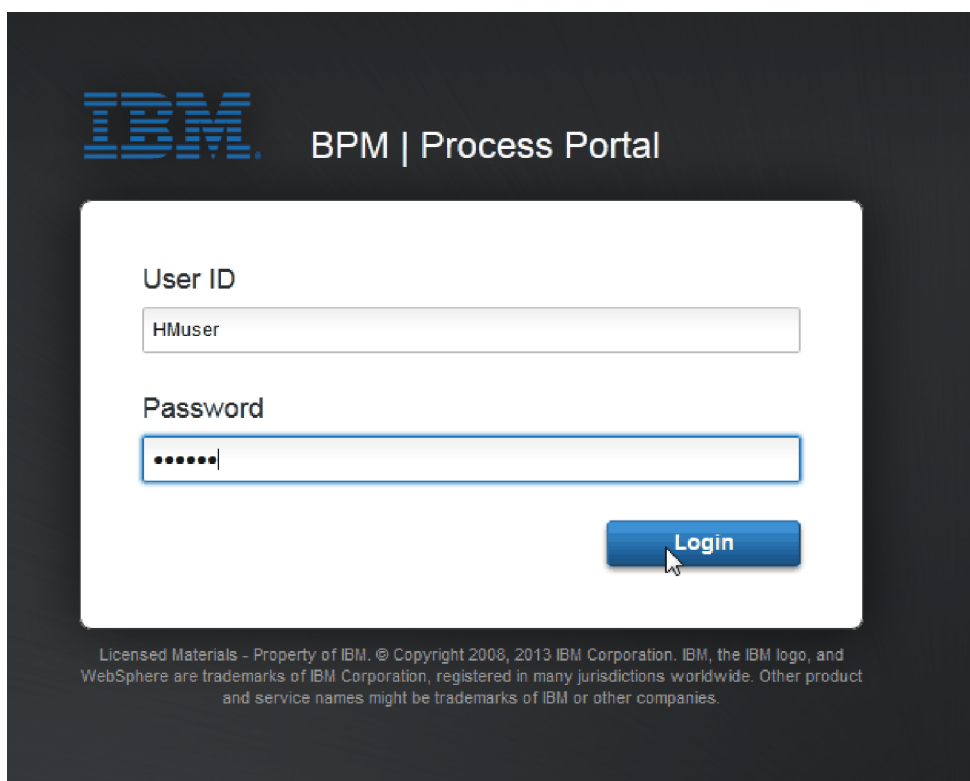 IBM.
BPM | Process Portal
User ID
HMuser
Password
••••••
Login
Licensed Materials - Property of IBM. © Copyright 2008, 2013 IBM Corporation. IBM, the IBM logo, and
WebSphere are trademarks of IBM Corporation, registered in many jurisdictions worldwide. Other product
and service names might be trademarks of IBM or other companies.